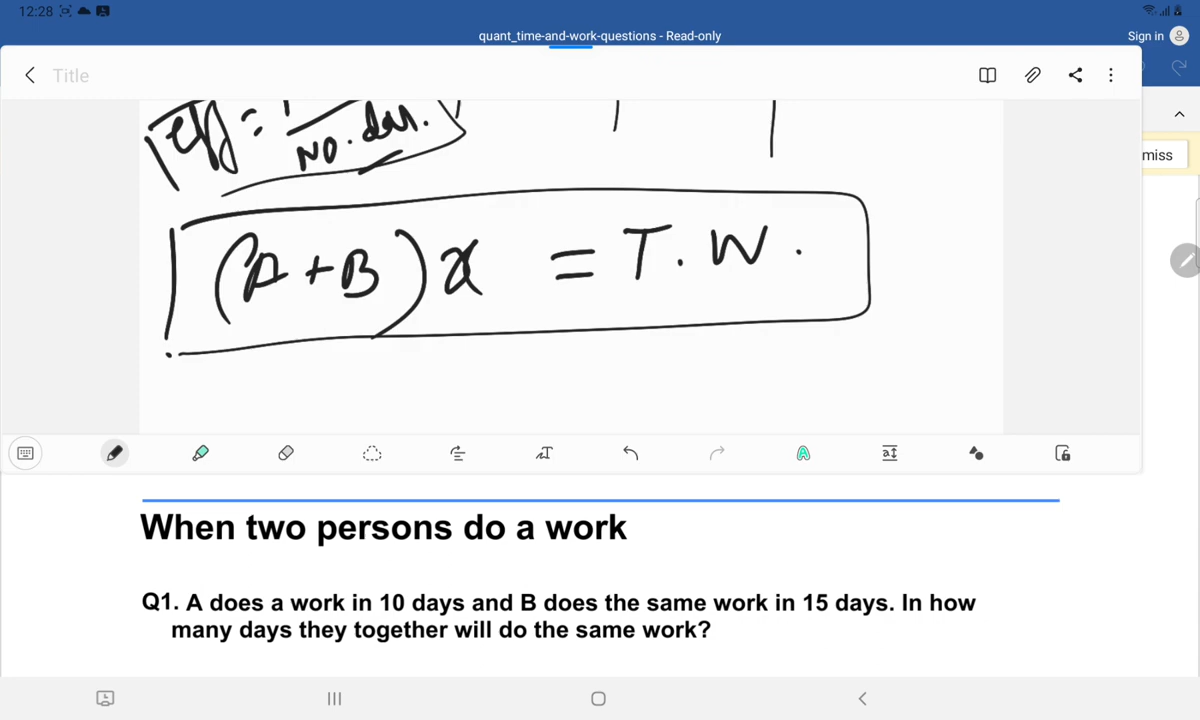 12:28
quant_time-and-work-questions - Read-only
Sign in
Title
eff =
No. das.
miss
(A + B) x = T. W.
When two persons do a work
Q1. A does a work in 10 days and B does the same work in 15 days. In how
many days they together will do the same work?